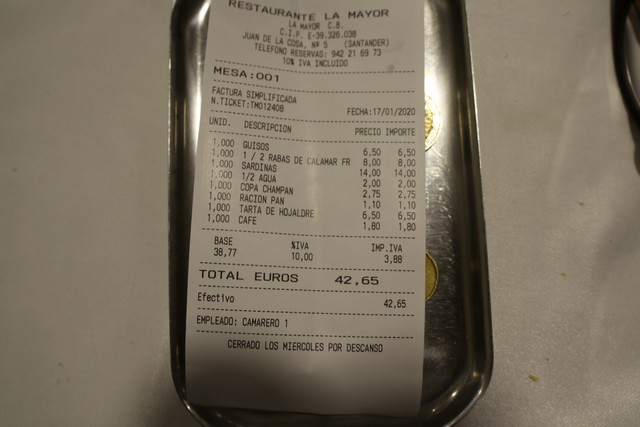 RESTAURANTE LA MAYOR
LA MAYOR C.B.
C.I.F. E-39.326.038
JUAN DE LA COSA, Nº 5 (SANTANDER)
TELEFONO RESERVAS: 942 21 69 73
10% IVA INCLUIDO
MESA:001
FACTURA SIMPLIFICADA
N.TICKET:TM012408 FECHA:17/01/2020
UNID. DESCRIPCION PRECIO IMPORTE
1,000 GUISOS 6,50 6,50
1,000 1/2 RABAS DE CALAMAR FR 8,00 8,00
1,000 SARDINAS 14,00 14,00
1,000 1/2 AGUA 2,00 2,00
1,000 COPA CHAMPAN 2,75 2,75
1,000 RACION PAN 1,10 1,10
1,000 TARTA DE HOJALDRE 6,50 6,50
1,000 CAFE 1,80 1,80
BASE %IVA IMP.IVA
38,77 10,00 3,88
TOTAL EUROS 42,65
Efectivo 42,65
EMPLEADO: CAMARERO 1
CERRADO LOS MIERCOLES POR DESCANSO